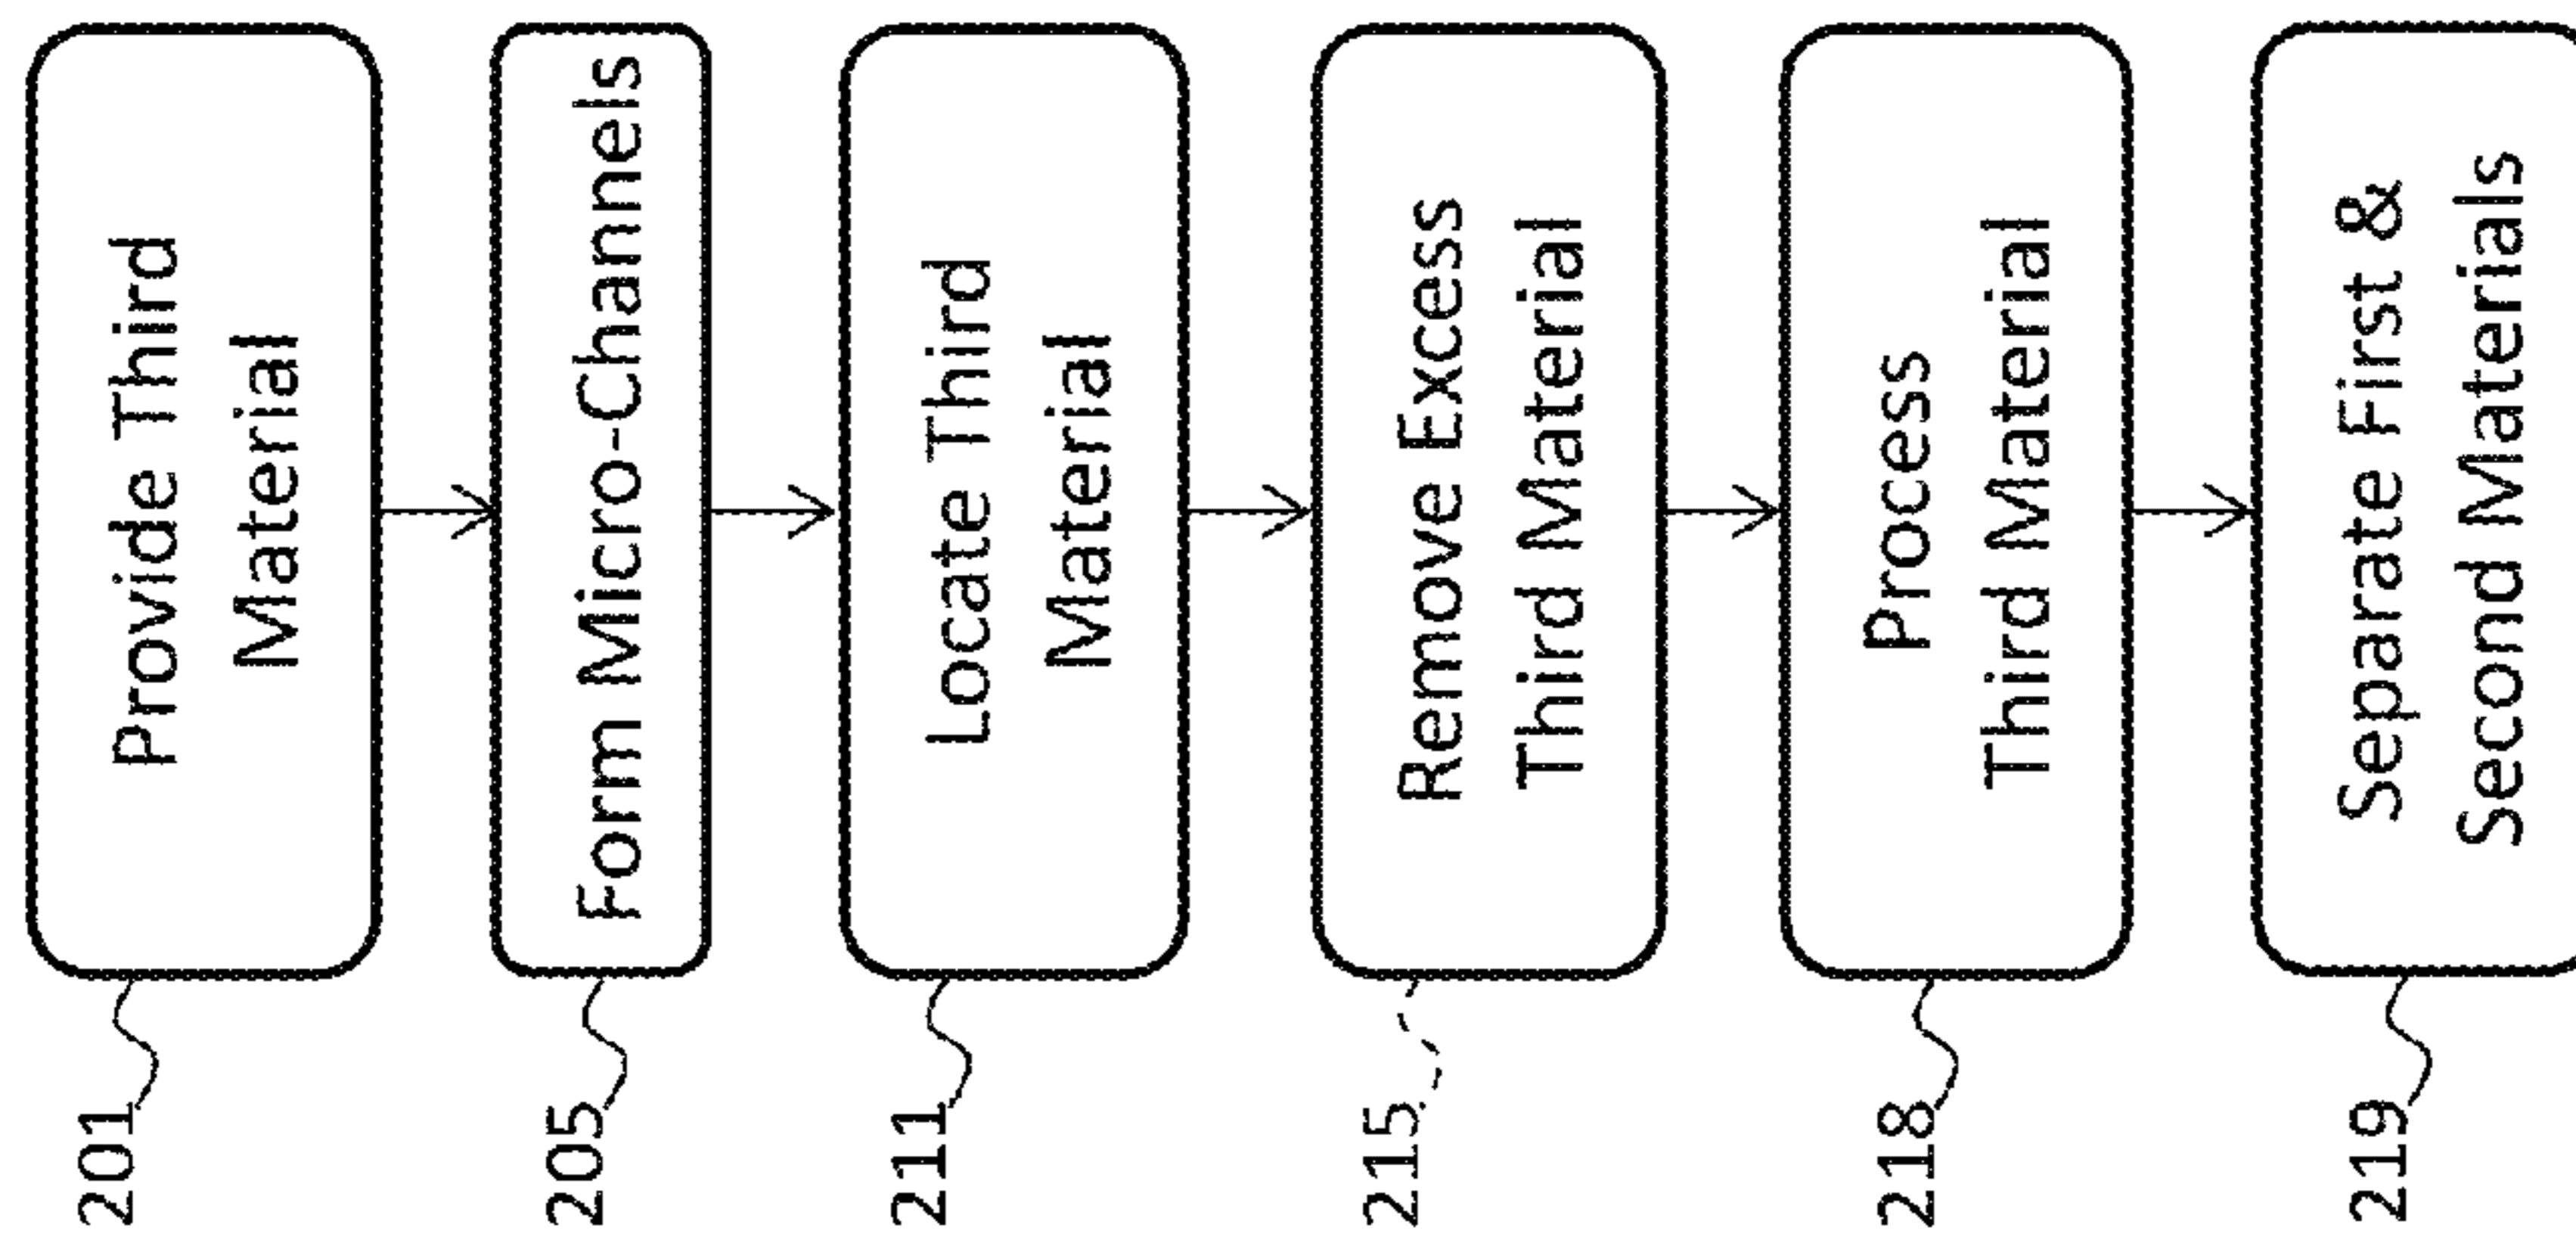 201
Provide Third
Material
205
Form Micro-Channels
211
Locate Third
Material
215
Remove Excess
Third Material
218
Process
Third Material
219
Separate First &
Second Materials